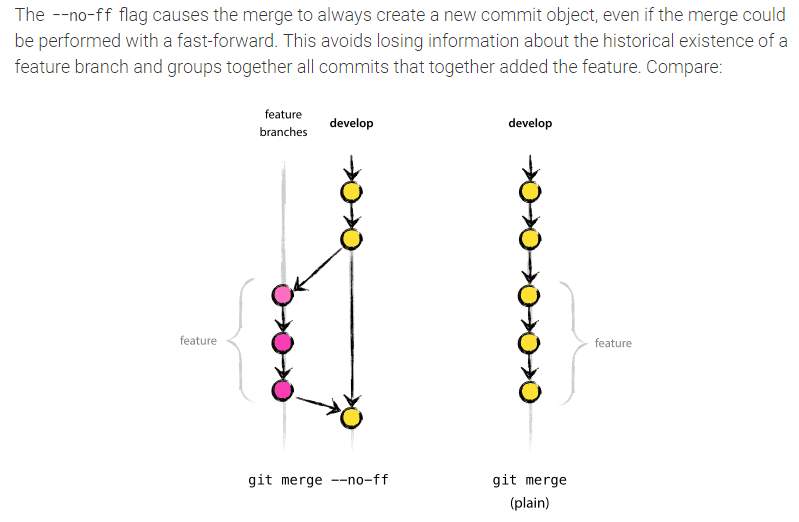 The --no-ff flag causes the merge to always create a new commit object, even if the merge could
be performed with a fast-forward. This avoids losing information about the historical existence of a
feature branch and groups together all commits that together added the feature. Compare:
feature
branches
develop
develop
feature
feature
git merge --no-ff
git merge
(plain)